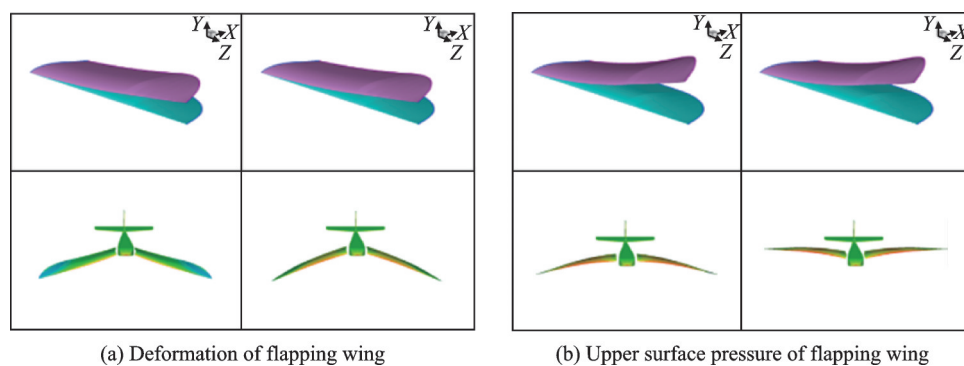 Y X Z
Y X Z
Y X Z
Y X Z
(a) Deformation of flapping wing
(b) Upper surface pressure of flapping wing